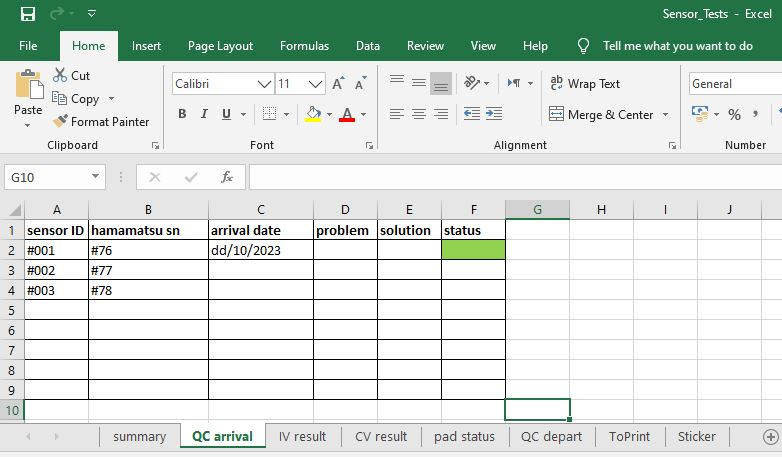 Sensor_Tests - Excel
File Home Insert Page Layout Formulas Data Review View Help Tell me what you want to do
Paste
Cut
Copy
Format Painter
Clipboard
Calibri 11 A A
B I U A
Font
ab Wrap Text
Merge & Center
Alignment
General
% ,
Number
G10 fx
A B C D E F G H I J
1 sensor ID hamamatsu sn arrival date problem solution status
2 #001 #76 dd/10/2023
3 #002 #77
4 #003 #78
5
6
7
8
9
10
summary QC arrival IV result CV result pad status QC depart ToPrint Sticker